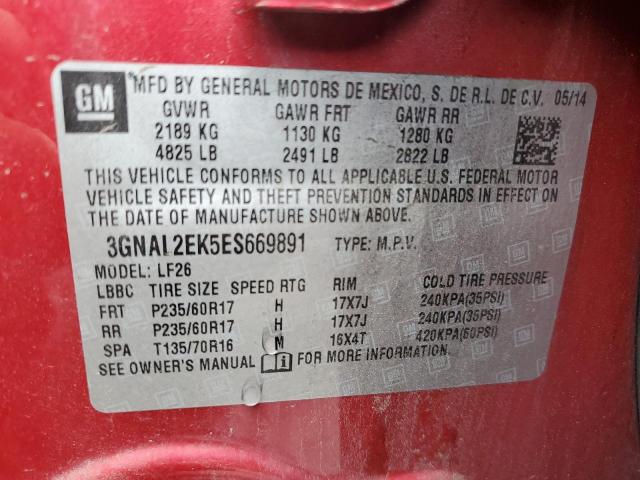 GM
MFD BY GENERAL MOTORS DE MEXICO, S. DE R.L. DE C.V. 05/14
GVWR GAWR FRT GAWR RR
2189 KG 1130 KG 1280 KG
4825 LB 2491 LB 2822 LB
THIS VEHICLE CONFORMS TO ALL APPLICABLE U.S. FEDERAL MOTOR
VEHICLE SAFETY AND THEFT PREVENTION STANDARDS IN EFFECT ON
THE DATE OF MANUFACTURE SHOWN ABOVE.
3GNAL2EK5ES669891 TYPE: M.P.V.
MODEL: LF26
LBBC TIRE SIZE SPEED RTG RIM COLD TIRE PRESSURE
FRT P235/60R17 H 17X7J 240KPA(35PSI)
RR P235/60R17 H 17X7J 240KPA(35PSI)
SPA T135/70R16 M 16X4T 420KPA(60PSI)
SEE OWNER'S MANUAL FOR MORE INFORMATION.